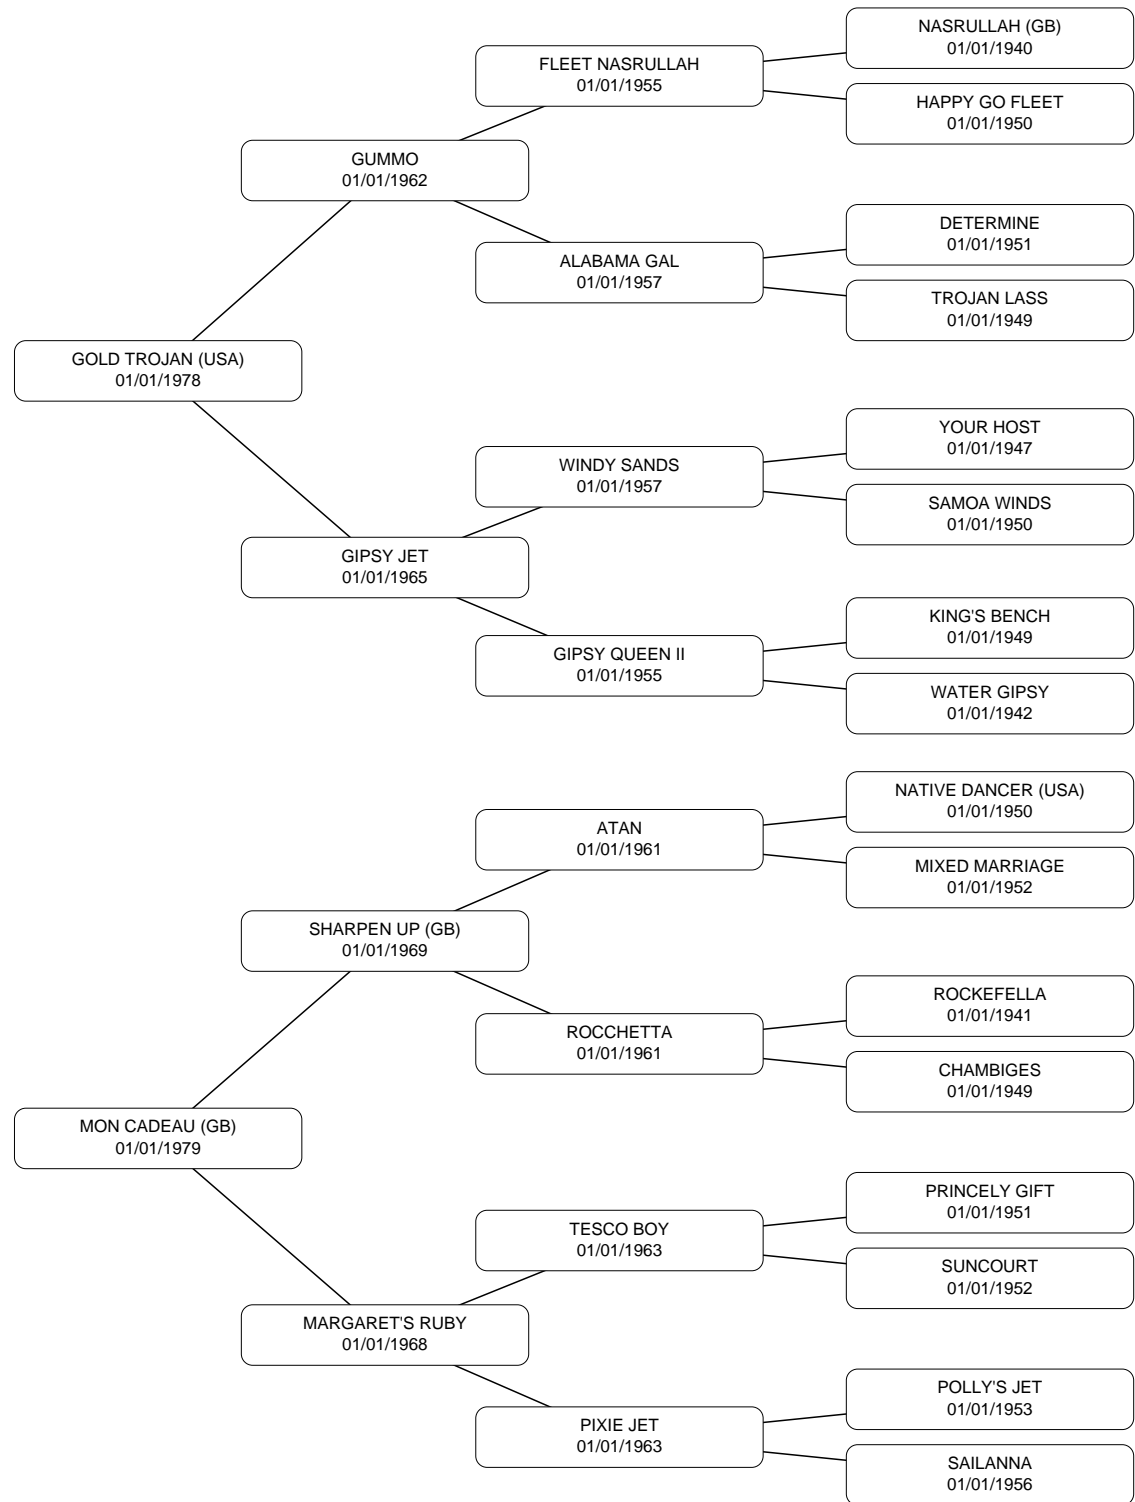 NASRULLAH (GB)
01/01/1940
FLEET NASRULLAH
01/01/1955
HAPPY GO FLEET
01/01/1950
GUMMO
01/01/1962
DETERMINE
01/01/1951
ALABAMA GAL
01/01/1957
TROJAN LASS
01/01/1949
GOLD TROJAN (USA)
01/01/1978
YOUR HOST
01/01/1947
WINDY SANDS
01/01/1957
SAMOA WINDS
01/01/1950
GIPSY JET
01/01/1965
KING'S BENCH
01/01/1949
GIPSY QUEEN II
01/01/1955
WATER GIPSY
01/01/1942
NATIVE DANCER (USA)
01/01/1950
ATAN
01/01/1961
MIXED MARRIAGE
01/01/1952
SHARPEN UP (GB)
01/01/1969
ROCKEFELLA
01/01/1941
ROCCHETTA
01/01/1961
CHAMBIGES
01/01/1949
MON CADEAU (GB)
01/01/1979
PRINCELY GIFT
01/01/1951
TESCO BOY
01/01/1963
SUNCOURT
01/01/1952
MARGARET'S RUBY
01/01/1968
POLLY'S JET
01/01/1953
PIXIE JET
01/01/1963
SAILANNA
01/01/1956